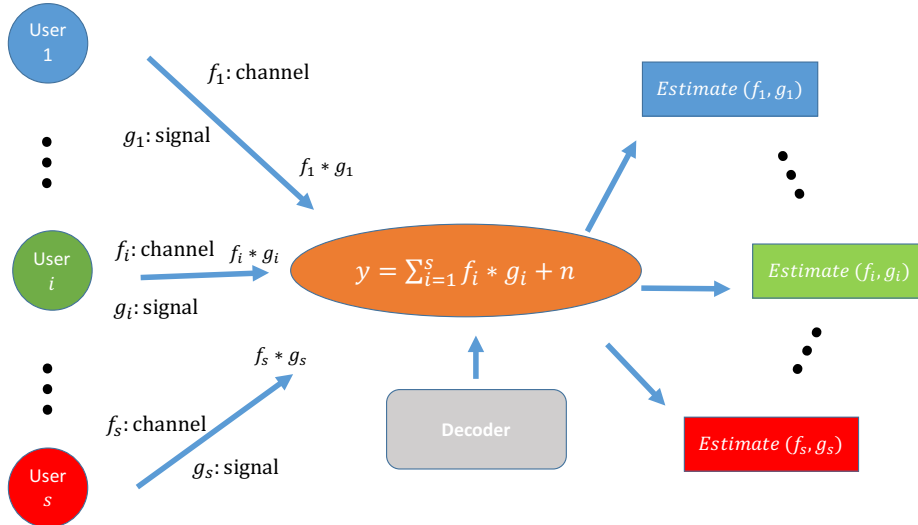 User
1
f₁: channel
g₁: signal
f₁ ∗ g₁
Estimate (f₁, g₁)
User
i
fᵢ: channel
fᵢ ∗ gᵢ
gᵢ: signal
y = ∑ᵢ₌₁ˢ fᵢ ∗ gᵢ + n
Estimate (fᵢ, gᵢ)
fₛ ∗ gₛ
User
s
fₛ: channel
gₛ: signal
Decoder
Estimate (fₛ, gₛ)